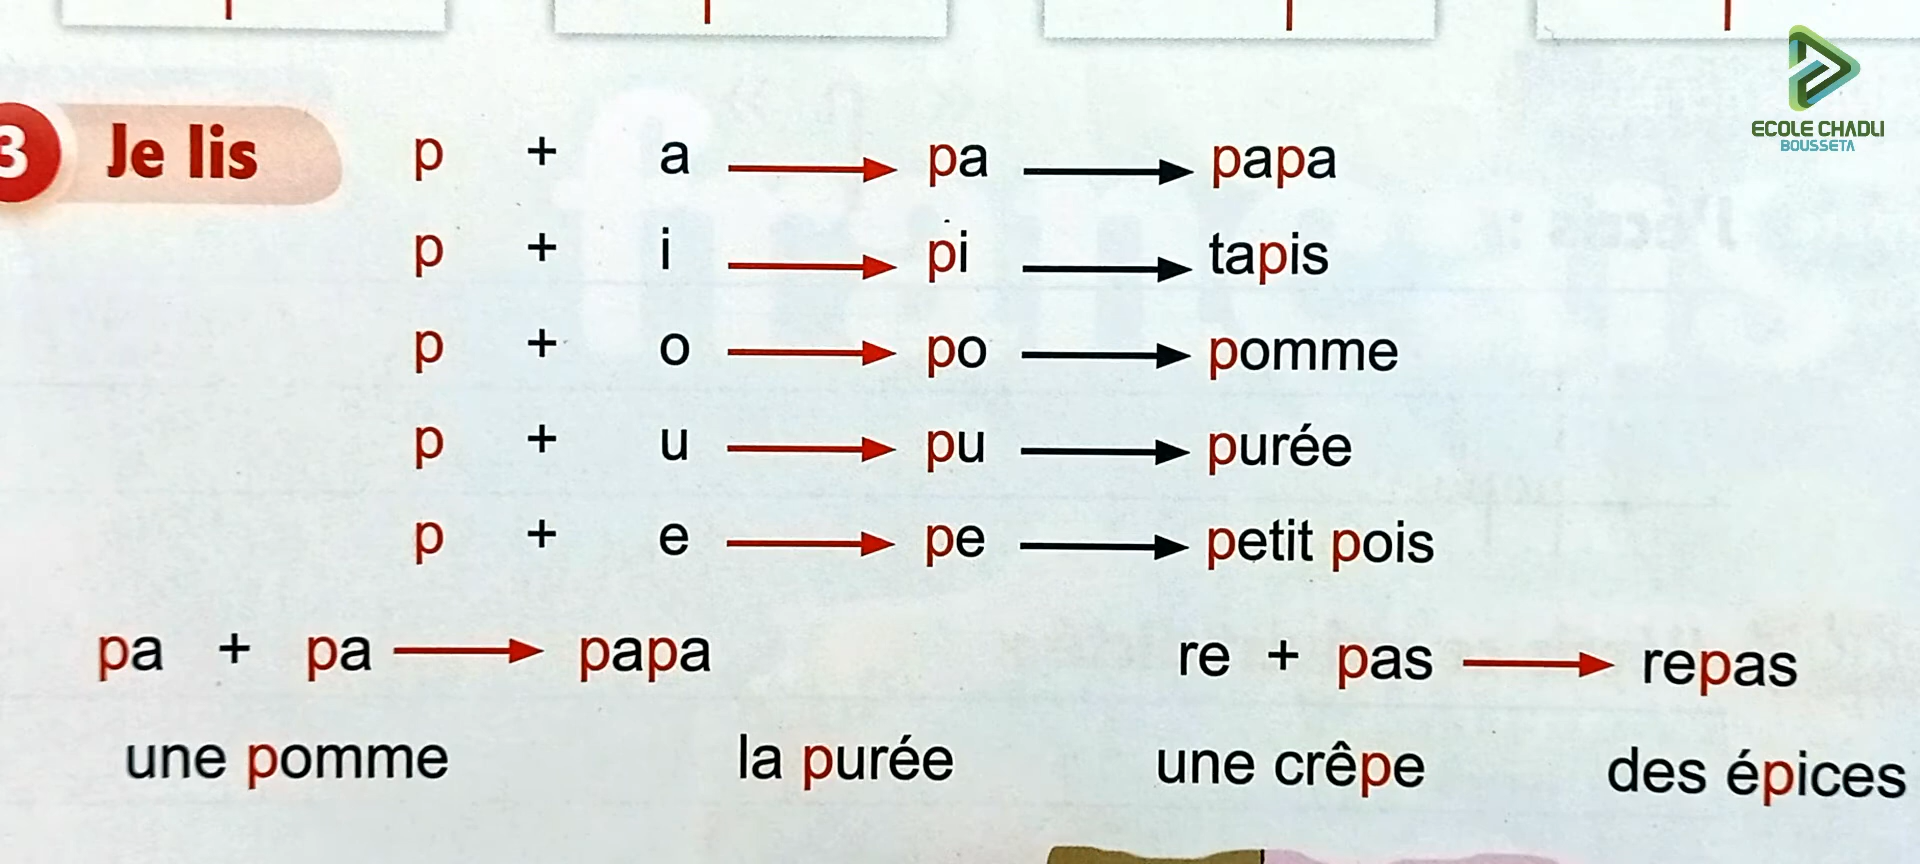 ECOLE CHADLI
BOUSSETA
3 Je lis
p + a pa papa
p + i pi tapis
p + o po pomme
p + u pu purée
p + e pe petit pois
pa + pa papa re + pas repas
une pomme la purée une crêpe des épices